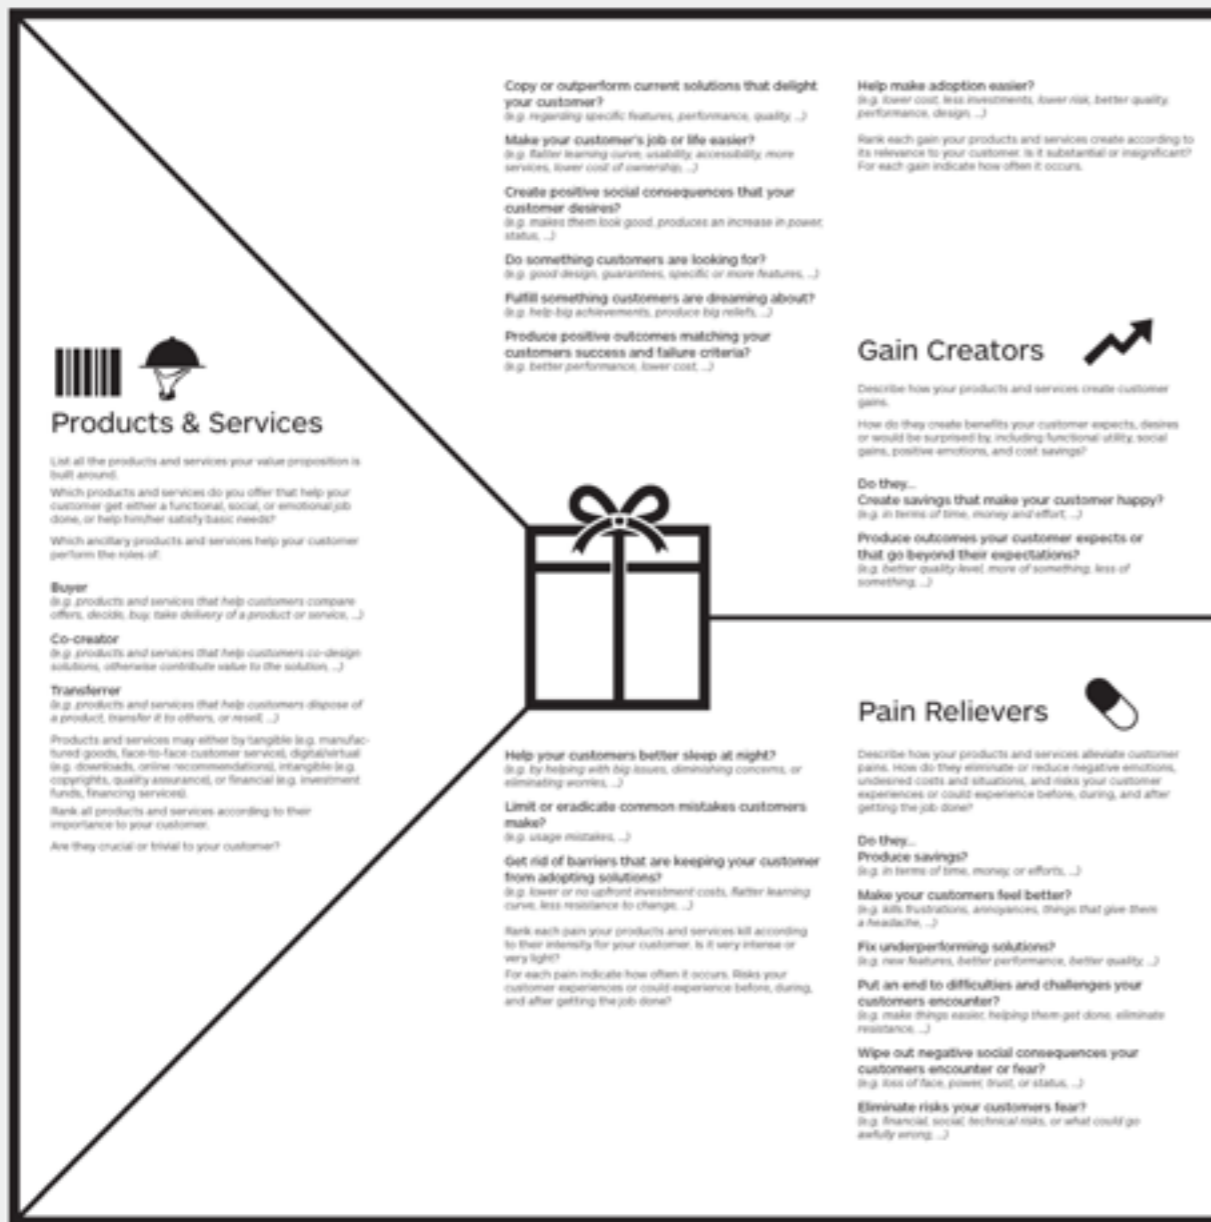 Products & Services
List all the products and services your value proposition is
built around.
Which products and services do you offer that help your
customer get either a functional, social, or emotional job
done, or help him/her satisfy basic needs?
Which ancillary products and services help your customer
perform the roles of:
Buyer
(e.g. products and services that help customers compare
offers, decide, buy, take delivery of a product or service, ...)
Co-creator
(e.g. products and services that help customers co-design
solutions, otherwise contribute value to the solution, ...)
Transferrer
(e.g. products and services that help customers dispose of
a product, transfer it to others, or resell, ...)
Products and services may either by tangible (e.g. manufac-
tured goods, face-to-face customer service), digital/virtual
(e.g. downloads, online recommendations), intangible (e.g.
copyrights, quality assurance), or financial (e.g. investment
funds, financing services).
Rank all products and services according to their
importance to your customer.
Are they crucial or trivial to your customer?
Gain Creators
Describe how your products and services create customer
gains.
How do they create benefits your customer expects, desires
or would be surprised by, including functional utility, social
gains, positive emotions, and cost savings?
Do they...
Create savings that make your customer happy?
(e.g. in terms of time, money and effort, ...)
Produce outcomes your customer expects or
that go beyond their expectations?
(e.g. better quality level, more of something, less of
something, ...)
Copy or outperform current solutions that delight
your customer?
(e.g. regarding specific features, performance, quality, ...)
Make your customer's job or life easier?
(e.g. flatter learning curve, usability, accessibility, more
services, lower cost of ownership, ...)
Create positive social consequences that your
customer desires?
(e.g. makes them look good, produces an increase in power,
status, ...)
Do something customers are looking for?
(e.g. good design, guarantees, specific or more features, ...)
Fulfill something customers are dreaming about?
(e.g. help big achievements, produce big reliefs, ...)
Produce positive outcomes matching your
customers success and failure criteria?
(e.g. better performance, lower cost, ...)
Help make adoption easier?
(e.g. lower cost, less investments, lower risk, better quality,
performance, design, ...)
Rank each gain your products and services create according to
its relevance to your customer. Is it substantial or insignificant?
For each gain indicate how often it occurs.
Pain Relievers
Describe how your products and services alleviate customer
pains. How do they eliminate or reduce negative emotions,
undesired costs and situations, and risks your customer
experiences or could experience before, during, and after
getting the job done?
Do they...
Produce savings?
(e.g. in terms of time, money, or efforts, ...)
Make your customers feel better?
(e.g. kills frustrations, annoyances, things that give them
a headache, ...)
Fix underperforming solutions?
(e.g. new features, better performance, better quality, ...)
Put an end to difficulties and challenges your
customers encounter?
(e.g. make things easier, helping them get done, eliminate
resistance, ...)
Wipe out negative social consequences your
customers encounter or fear?
(e.g. loss of face, power, trust, or status, ...)
Eliminate risks your customers fear?
(e.g. financial, social, technical risks, or what could go
awfully wrong, ...)
Help your customers better sleep at night?
(e.g. by helping with big issues, diminishing concerns, or
eliminating worries, ...)
Limit or eradicate common mistakes customers
make?
(e.g. usage mistakes, ...)
Get rid of barriers that are keeping your customer
from adopting solutions?
(e.g. lower or no upfront investment costs, flatter learning
curve, less resistance to change, ...)
Rank each pain your products and services kill according
to their intensity for your customer. Is it very intense or
very light?
For each pain indicate how often it occurs. Risks your
customer experiences or could experience before, during,
and after getting the job done?